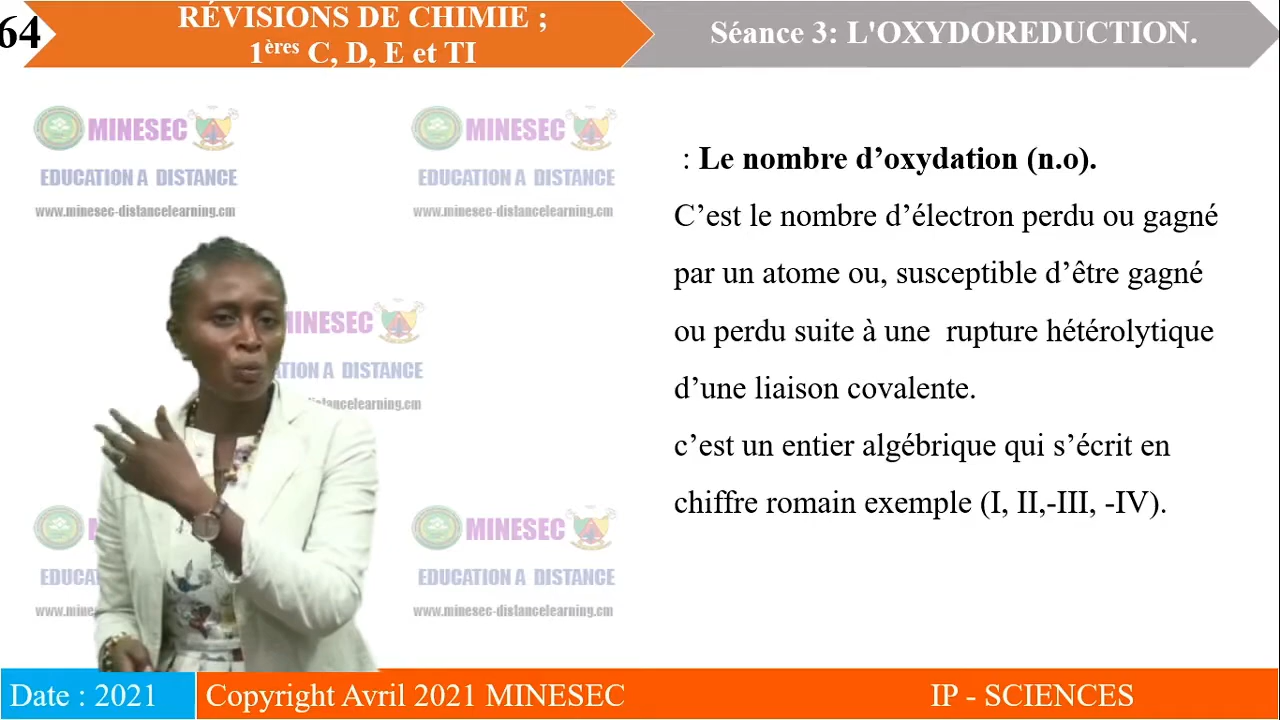 64
RÉVISIONS DE CHIMIE ;
1ères C, D, E et TI
Séance 3: L'OXYDOREDUCTION.
MINESEC
EDUCATION A DISTANCE
www.minesec-distancelearning.cm
MINESEC
EDUCATION A DISTANCE
www.minesec-distancelearning.cm
: Le nombre d’oxydation (n.o).
C’est le nombre d’électron perdu ou gagné
par un atome ou, susceptible d’être gagné
ou perdu suite à une rupture hétérolytique
d’une liaison covalente.
c’est un entier algébrique qui s’écrit en
chiffre romain exemple (I, II,-III, -IV).
MINESEC
DISTANCE
MINESEC
EDUCATION A DISTANCE
www.minesec-distancelearning.cm
Date : 2021
Copyright Avril 2021 MINESEC
IP - SCIENCES